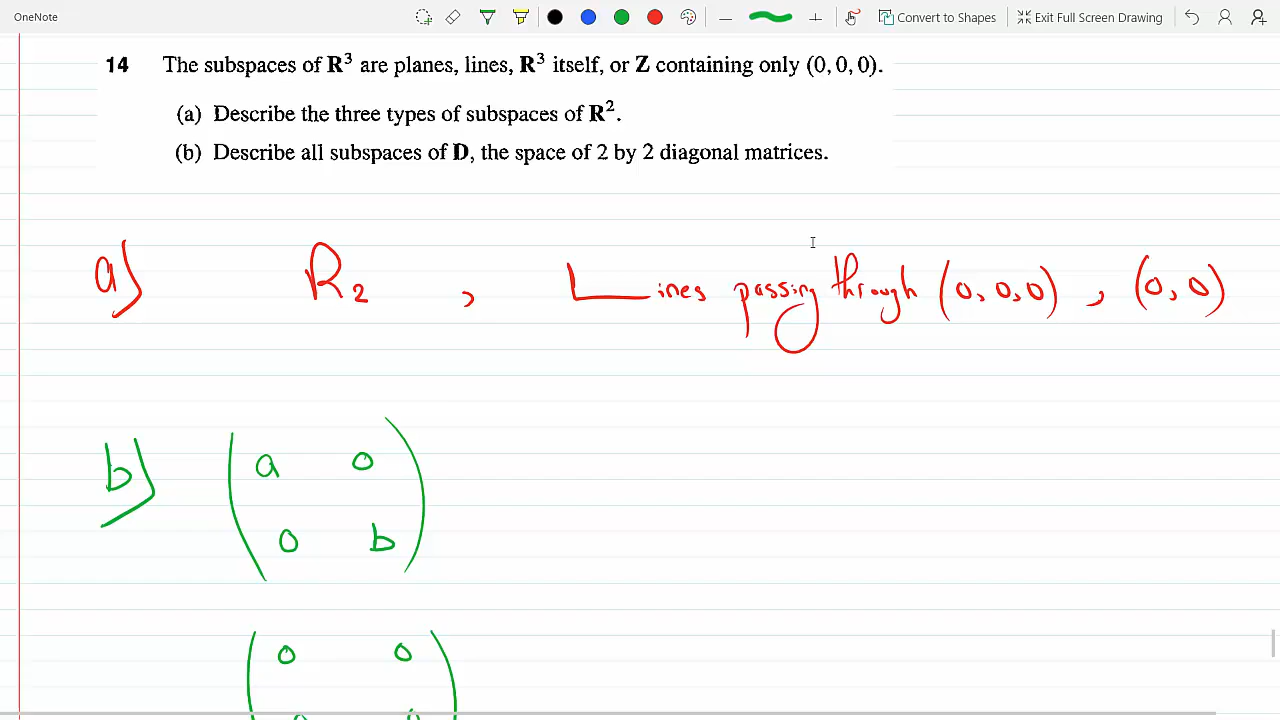 OneNote
Convert to Shapes
Exit Full Screen Drawing
14 The subspaces of R³ are planes, lines, R³ itself, or Z containing only (0, 0, 0).
(a) Describe the three types of subspaces of R².
(b) Describe all subspaces of D, the space of 2 by 2 diagonal matrices.
a) R₂ , Lines passing through (0, 0, 0) , (0, 0)
b) ( a 0
0 b )
( 0 0